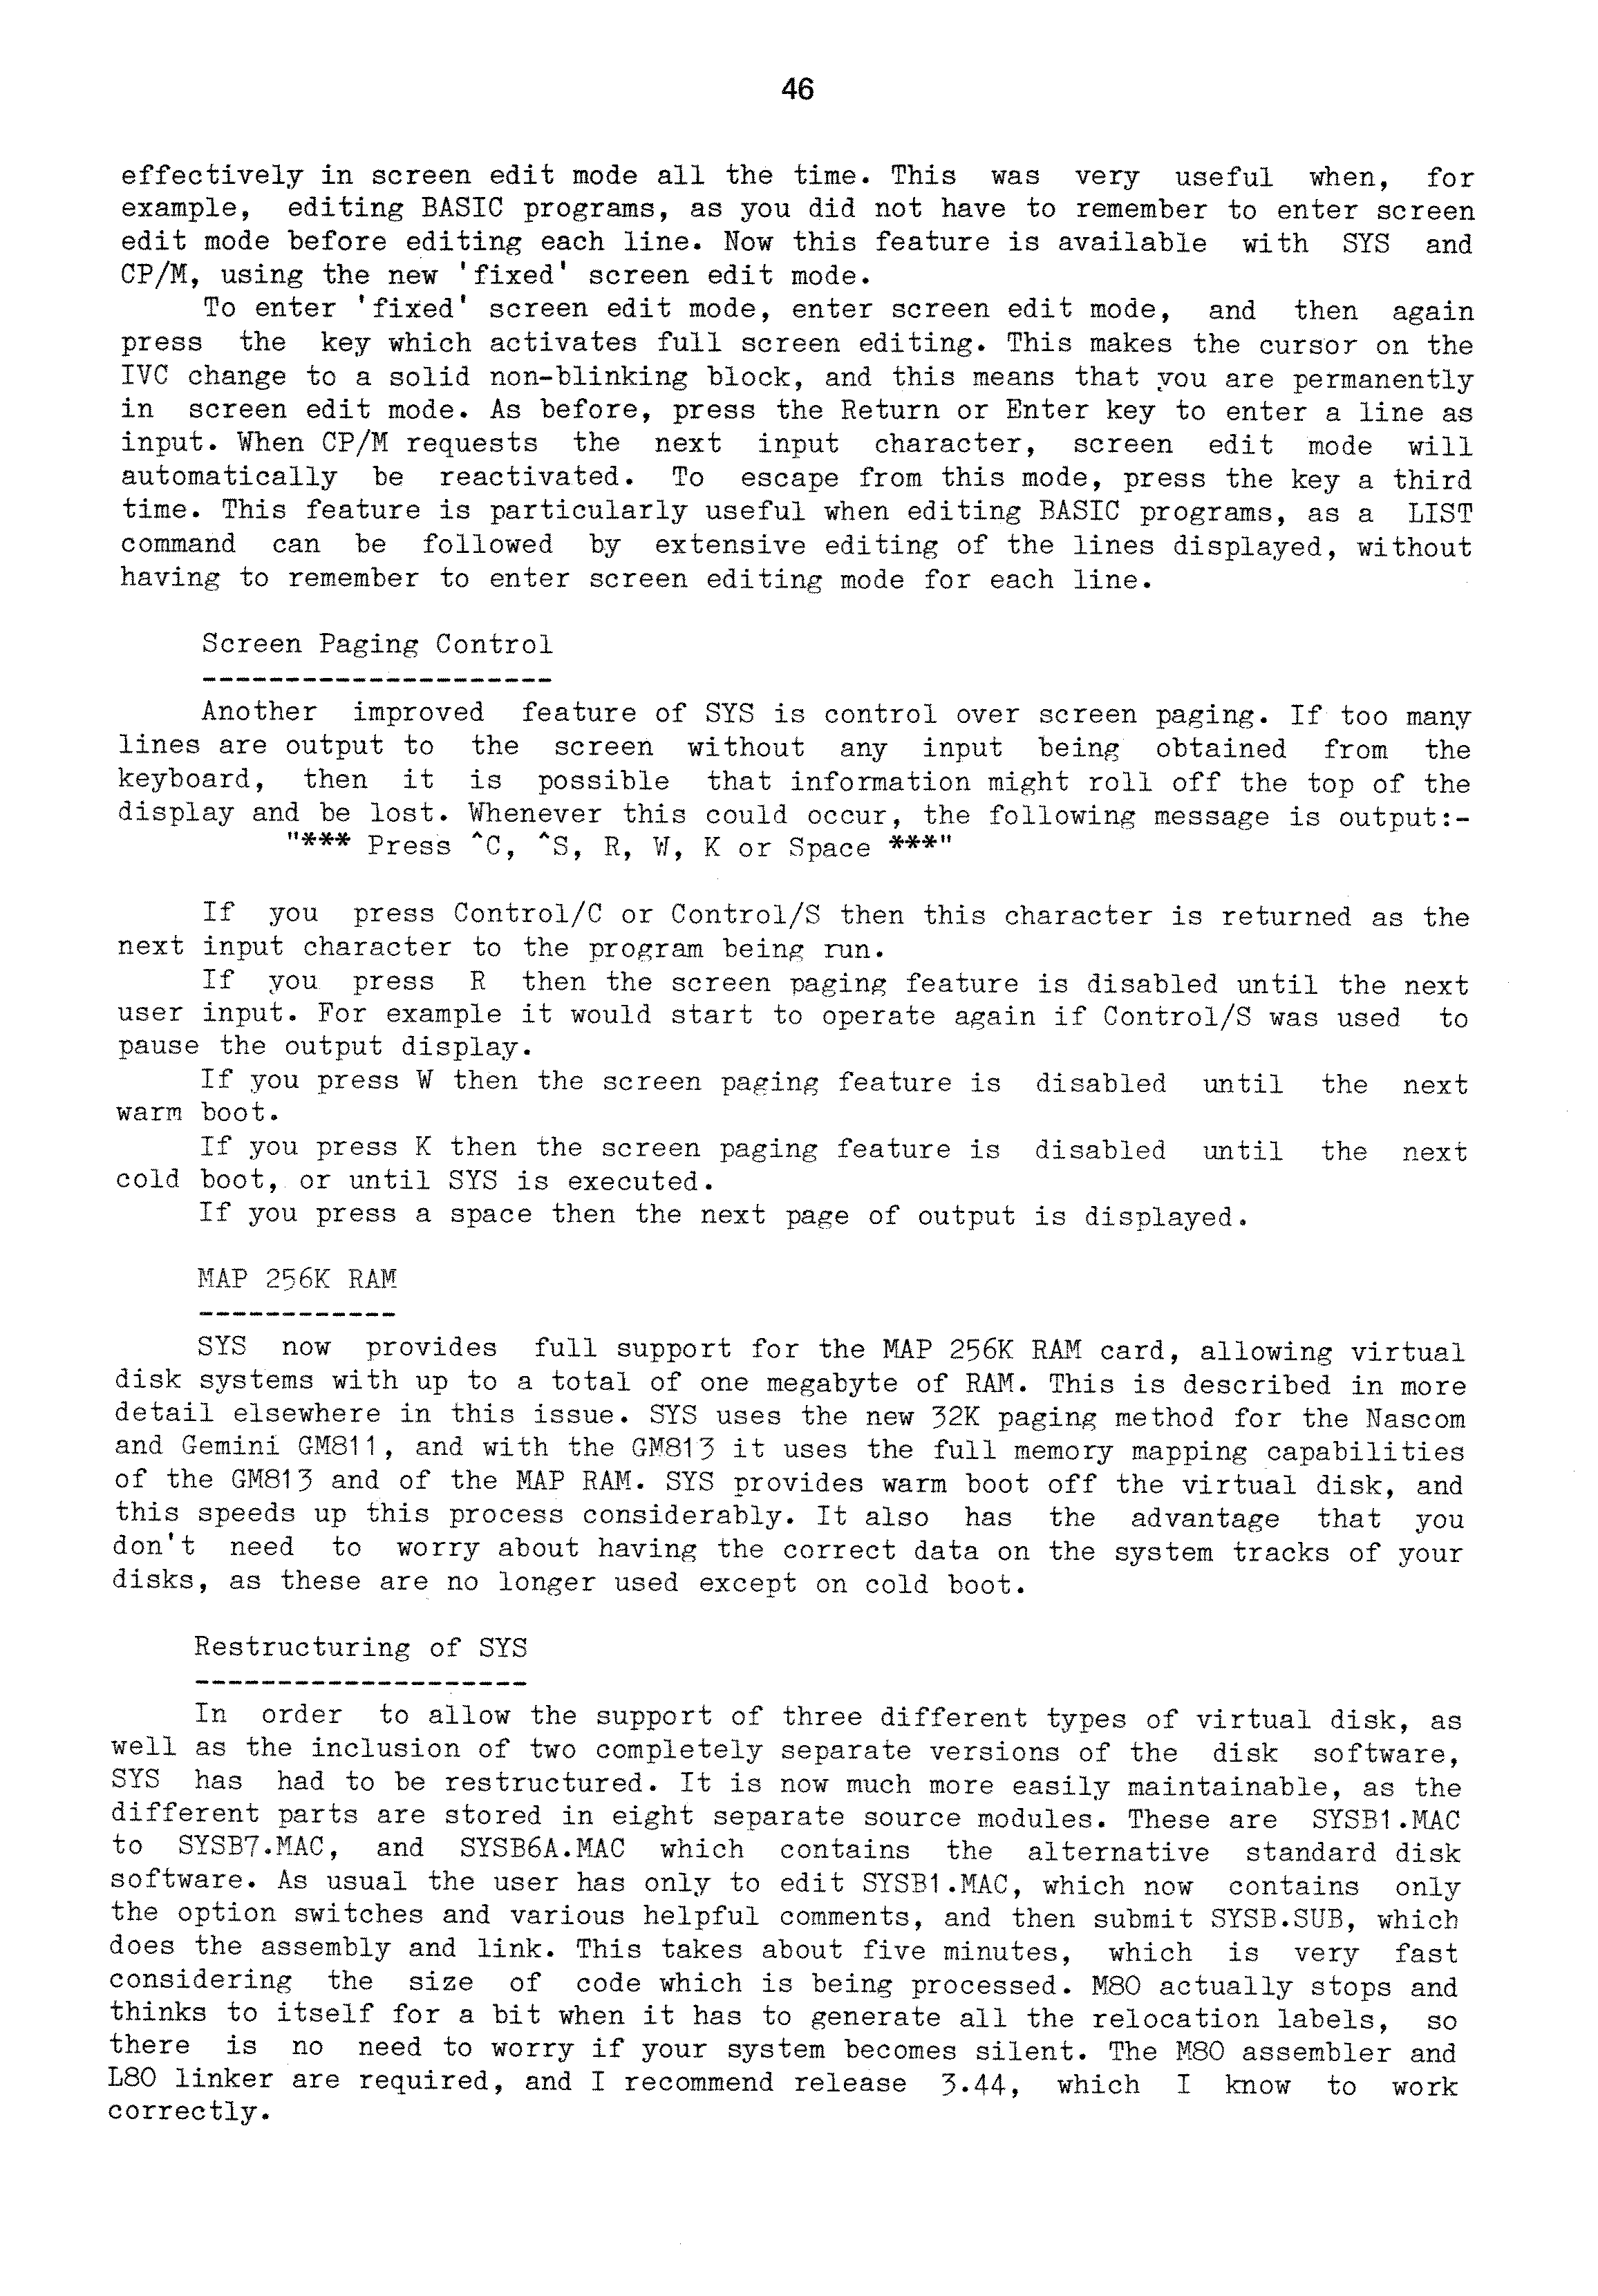 46
effectively in screen edit mode all the time. This was very useful when, for
example, editing BASIC programs, as you did not have to remember to enter screen
edit mode before editing each line. Now this feature is available with SYS and
CP/M, using the new 'fixed' screen edit mode.
To enter 'fixed' screen edit mode, enter screen edit mode, and then again
press the key which activates full screen editing. This makes the cursor on the
IVC change to a solid non-blinking block, and this means that you are permanently
in screen edit mode. As before, press the Return or Enter key to enter a line as
input. When CP/M requests the next input character, screen edit mode will
automatically be reactivated. To escape from this mode, press the key a third
time. This feature is particularly useful when editing BASIC programs, as a LIST
command can be followed by extensive editing of the lines displayed, without
having to remember to enter screen editing mode for each line.
Screen Paging Control
---------------------
Another improved feature of SYS is control over screen paging. If too many
lines are output to the screen without any input being obtained from the
keyboard, then it is possible that information might roll off the top of the
display and be lost. Whenever this could occur, the following message is output:-
"*** Press ^C, ^S, R, W, K or Space ***"
If you press Control/C or Control/S then this character is returned as the
next input character to the program being run.
If you press R then the screen paging feature is disabled until the next
user input. For example it would start to operate again if Control/S was used to
pause the output display.
If you press W then the screen paging feature is disabled until the next
warm boot.
If you press K then the screen paging feature is disabled until the next
cold boot, or until SYS is executed.
If you press a space then the next page of output is displayed.
MAP 256K RAM
------------
SYS now provides full support for the MAP 256K RAM card, allowing virtual
disk systems with up to a total of one megabyte of RAM. This is described in more
detail elsewhere in this issue. SYS uses the new 32K paging method for the Nascom
and Gemini GM811, and with the GM813 it uses the full memory mapping capabilities
of the GM813 and of the MAP RAM. SYS provides warm boot off the virtual disk, and
this speeds up this process considerably. It also has the advantage that you
don't need to worry about having the correct data on the system tracks of your
disks, as these are no longer used except on cold boot.
Restructuring of SYS
--------------------
In order to allow the support of three different types of virtual disk, as
well as the inclusion of two completely separate versions of the disk software,
SYS has had to be restructured. It is now much more easily maintainable, as the
different parts are stored in eight separate source modules. These are SYSB1.MAC
to SYSB7.MAC, and SYSB6A.MAC which contains the alternative standard disk
software. As usual the user has only to edit SYSB1.MAC, which now contains only
the option switches and various helpful comments, and then submit SYSB.SUB, which
does the assembly and link. This takes about five minutes, which is very fast
considering the size of code which is being processed. M80 actually stops and
thinks to itself for a bit when it has to generate all the relocation labels, so
there is no need to worry if your system becomes silent. The M80 assembler and
L80 linker are required, and I recommend release 3.44, which I know to work
correctly.